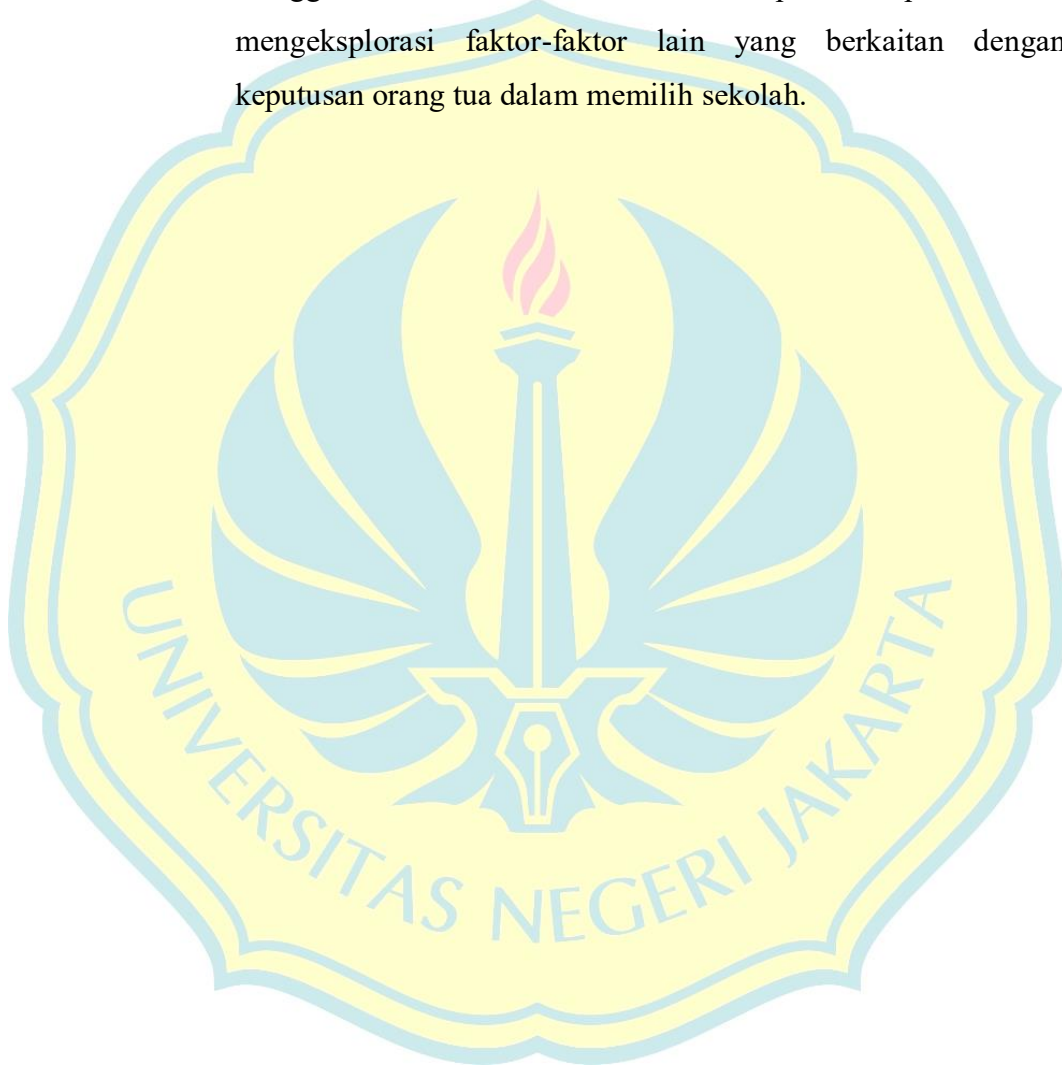 mengeksplorasi faktor-faktor lain yang berkaitan dengan
keputusan orang tua dalam memilih sekolah.
UNIVERSITAS NEGERI JAKARTA